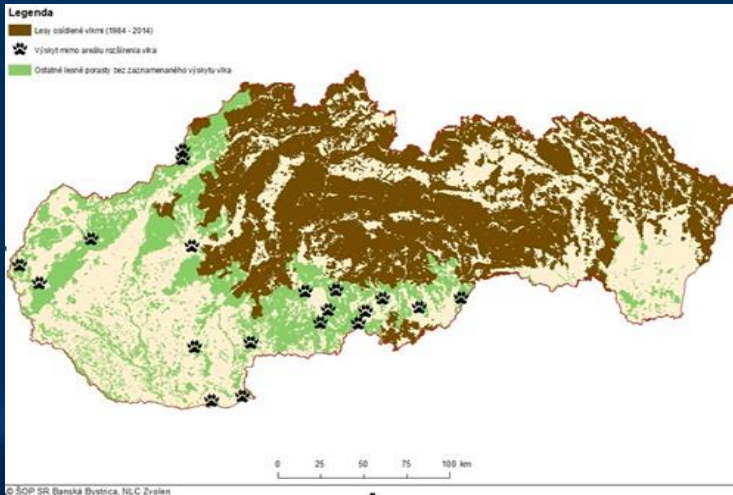 Legenda
Lesy osídlené vlkmi (1984 - 2014)
Výskyt mimo areálu rozšírenia vlka
Ostatné lesné porasty bez zaznamenaného výskytu vlka
0 25 50 75 100 km
© ŠOP SR Banská Bystrica, NLC Zvolen